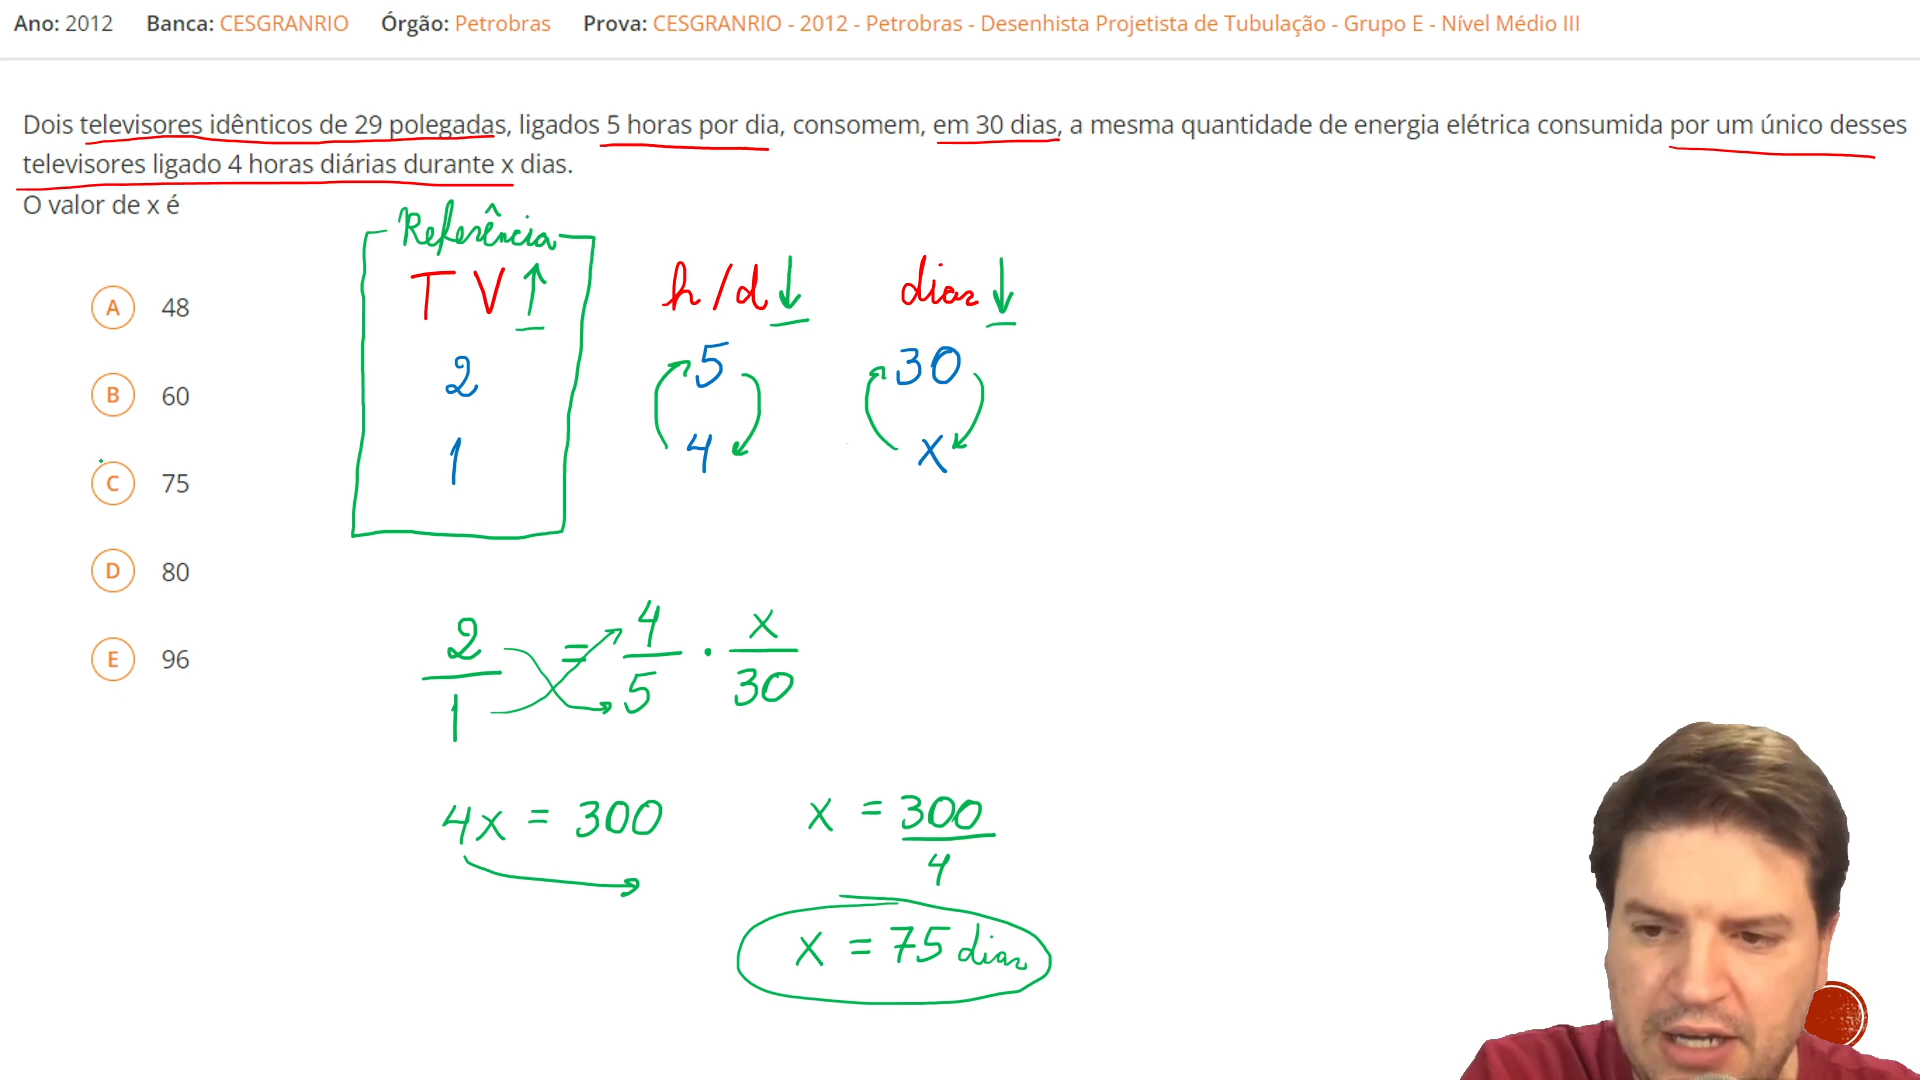 Ano: 2012 Banca: CESGRANRIO Órgão: Petrobras Prova: CESGRANRIO - 2012 - Petrobras - Desenhista Projetista de Tubulação - Grupo E - Nível Médio III
Dois televisores idênticos de 29 polegadas, ligados 5 horas por dia, consomem, em 30 dias, a mesma quantidade de energia elétrica consumida por um único desses
televisores ligado 4 horas diárias durante x dias.
O valor de x é
A 48
B 60
C 75
D 80
E 96
Referência
TV↑ h/d↓ dias↓
2 5 30
1 4 x
2/1 = 4/5 · x/30
4x = 300
x = 300/4
x = 75 dias